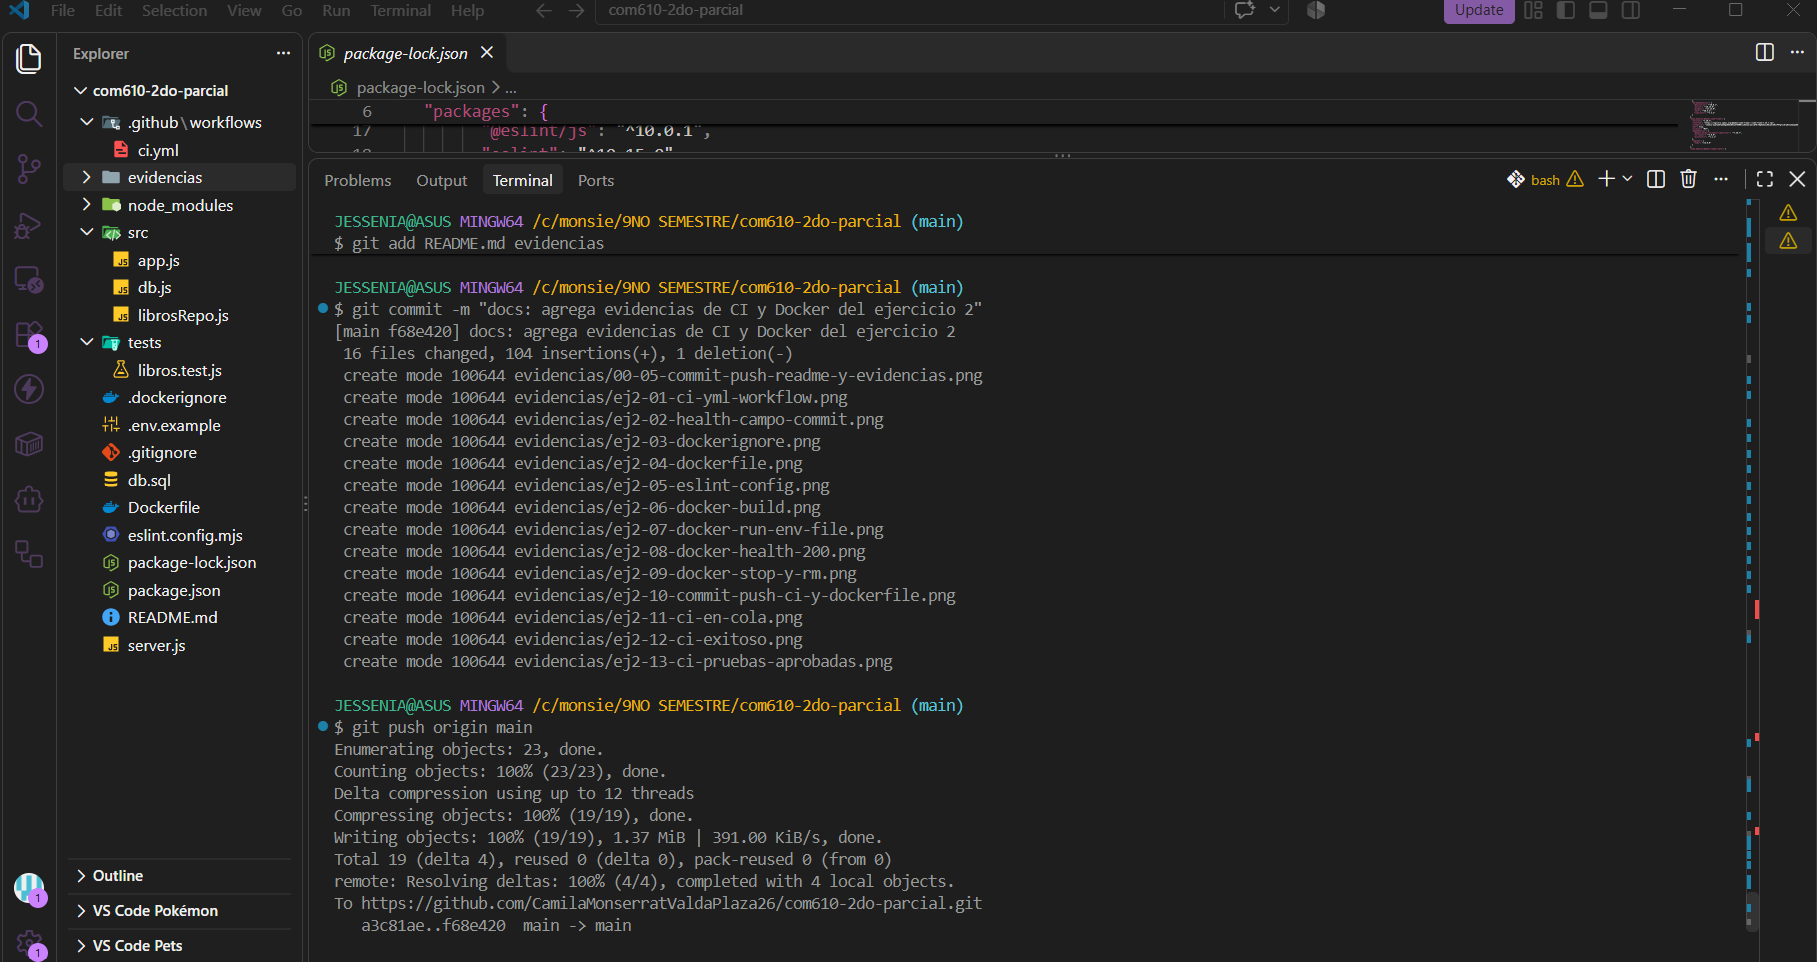 File Edit Selection View Go Run Terminal Help
com610-2do-parcial
Update
Explorer
com610-2do-parcial
.github\workflows
ci.yml
evidencias
node_modules
src
app.js
db.js
librosRepo.js
tests
libros.test.js
.dockerignore
.env.example
.gitignore
db.sql
Dockerfile
eslint.config.mjs
package-lock.json
package.json
README.md
server.js
Outline
VS Code Pokémon
VS Code Pets
1
1
1
package-lock.json
package-lock.json > ...
6 "packages": {
17 "@eslint/js": "^10.0.1",
Problems Output Terminal Ports
bash
JESSENIA@ASUS MINGW64 /c/monsie/9NO SEMESTRE/com610-2do-parcial (main)
$ git add README.md evidencias
JESSENIA@ASUS MINGW64 /c/monsie/9NO SEMESTRE/com610-2do-parcial (main)
$ git commit -m "docs: agrega evidencias de CI y Docker del ejercicio 2"
[main f68e420] docs: agrega evidencias de CI y Docker del ejercicio 2
16 files changed, 104 insertions(+), 1 deletion(-)
create mode 100644 evidencias/00-05-commit-push-readme-y-evidencias.png
create mode 100644 evidencias/ej2-01-ci-yml-workflow.png
create mode 100644 evidencias/ej2-02-health-campo-commit.png
create mode 100644 evidencias/ej2-03-dockerignore.png
create mode 100644 evidencias/ej2-04-dockerfile.png
create mode 100644 evidencias/ej2-05-eslint-config.png
create mode 100644 evidencias/ej2-06-docker-build.png
create mode 100644 evidencias/ej2-07-docker-run-env-file.png
create mode 100644 evidencias/ej2-08-docker-health-200.png
create mode 100644 evidencias/ej2-09-docker-stop-y-rm.png
create mode 100644 evidencias/ej2-10-commit-push-ci-y-dockerfile.png
create mode 100644 evidencias/ej2-11-ci-en-cola.png
create mode 100644 evidencias/ej2-12-ci-exitoso.png
create mode 100644 evidencias/ej2-13-ci-pruebas-aprobadas.png
JESSENIA@ASUS MINGW64 /c/monsie/9NO SEMESTRE/com610-2do-parcial (main)
$ git push origin main
Enumerating objects: 23, done.
Counting objects: 100% (23/23), done.
Delta compression using up to 12 threads
Compressing objects: 100% (19/19), done.
Writing objects: 100% (19/19), 1.37 MiB | 391.00 KiB/s, done.
Total 19 (delta 4), reused 0 (delta 0), pack-reused 0 (from 0)
remote: Resolving deltas: 100% (4/4), completed with 4 local objects.
To https://github.com/CamilaMonserratValdaPlaza26/com610-2do-parcial.git
a3c81ae..f68e420 main -> main